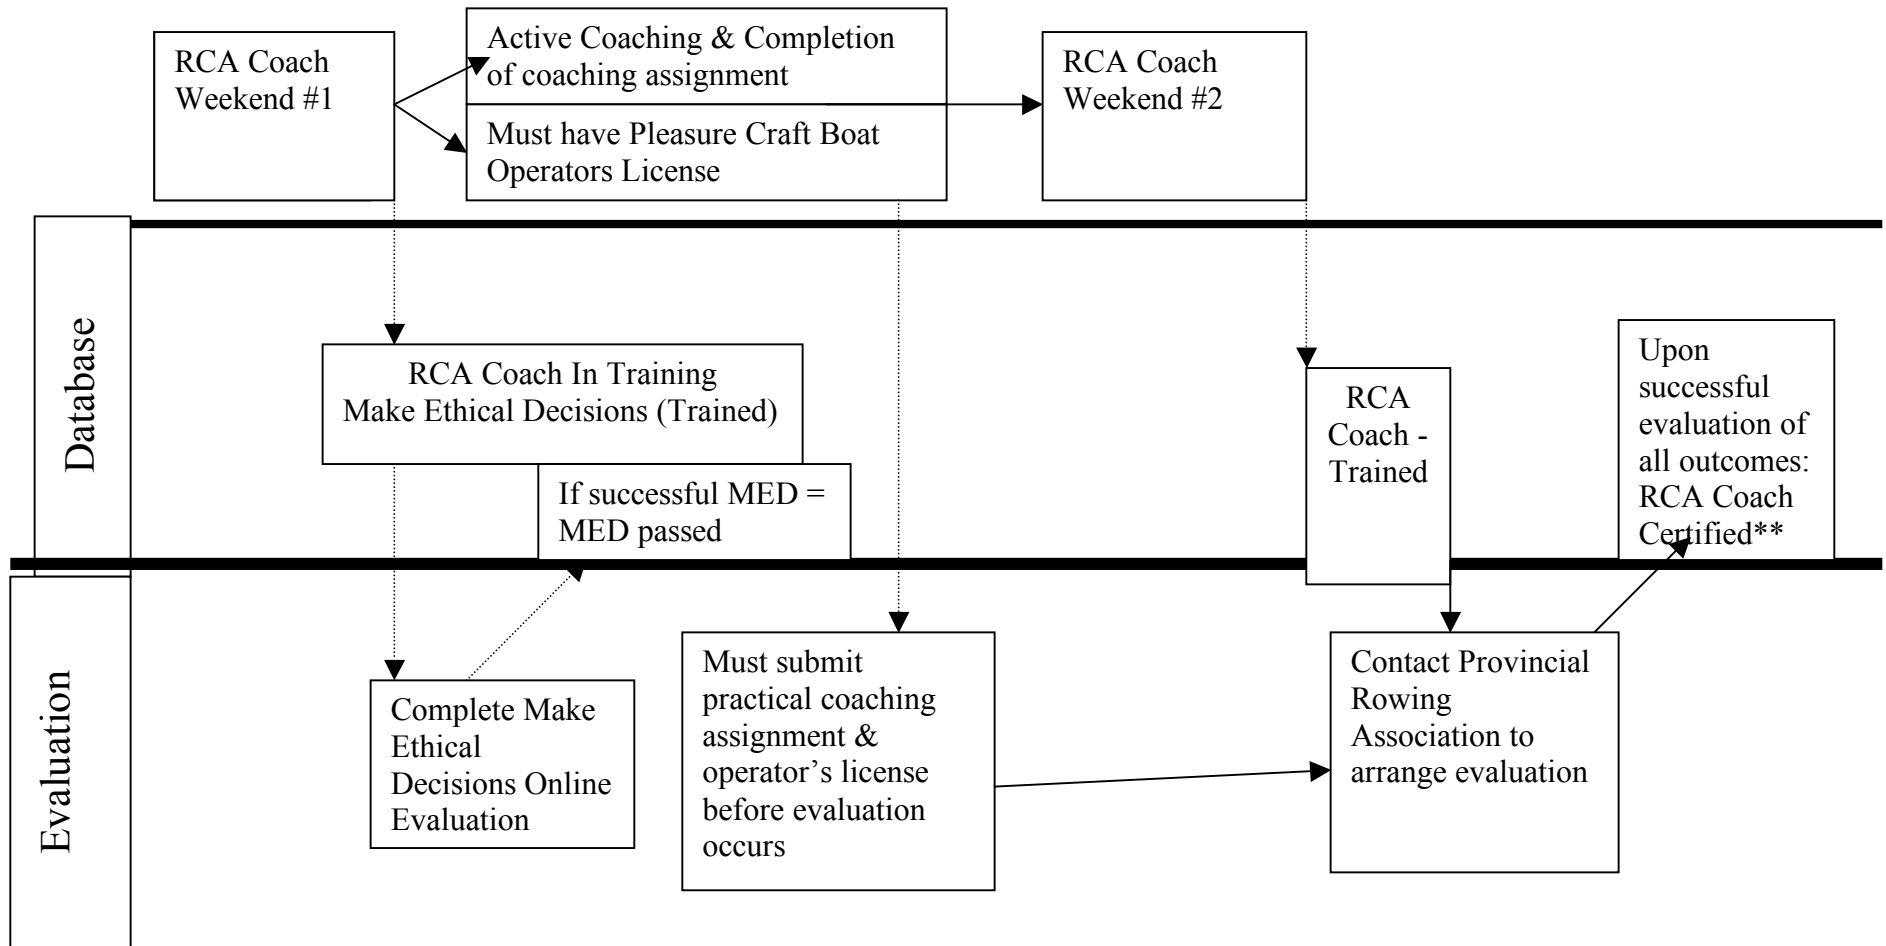 RCA Coach
Weekend #1
Active Coaching & Completion
of coaching assignment
Must have Pleasure Craft Boat
Operators License
RCA Coach
Weekend #2
Database
RCA Coach In Training
Make Ethical Decisions (Trained)
If successful MED =
MED passed
RCA
Coach -
Trained
Upon
successful
evaluation of
all outcomes:
RCA Coach
Certified**
Evaluation
Complete Make
Ethical
Decisions Online
Evaluation
Must submit
practical coaching
assignment &
operator’s license
before evaluation
occurs
Contact Provincial
Rowing
Association to
arrange evaluation